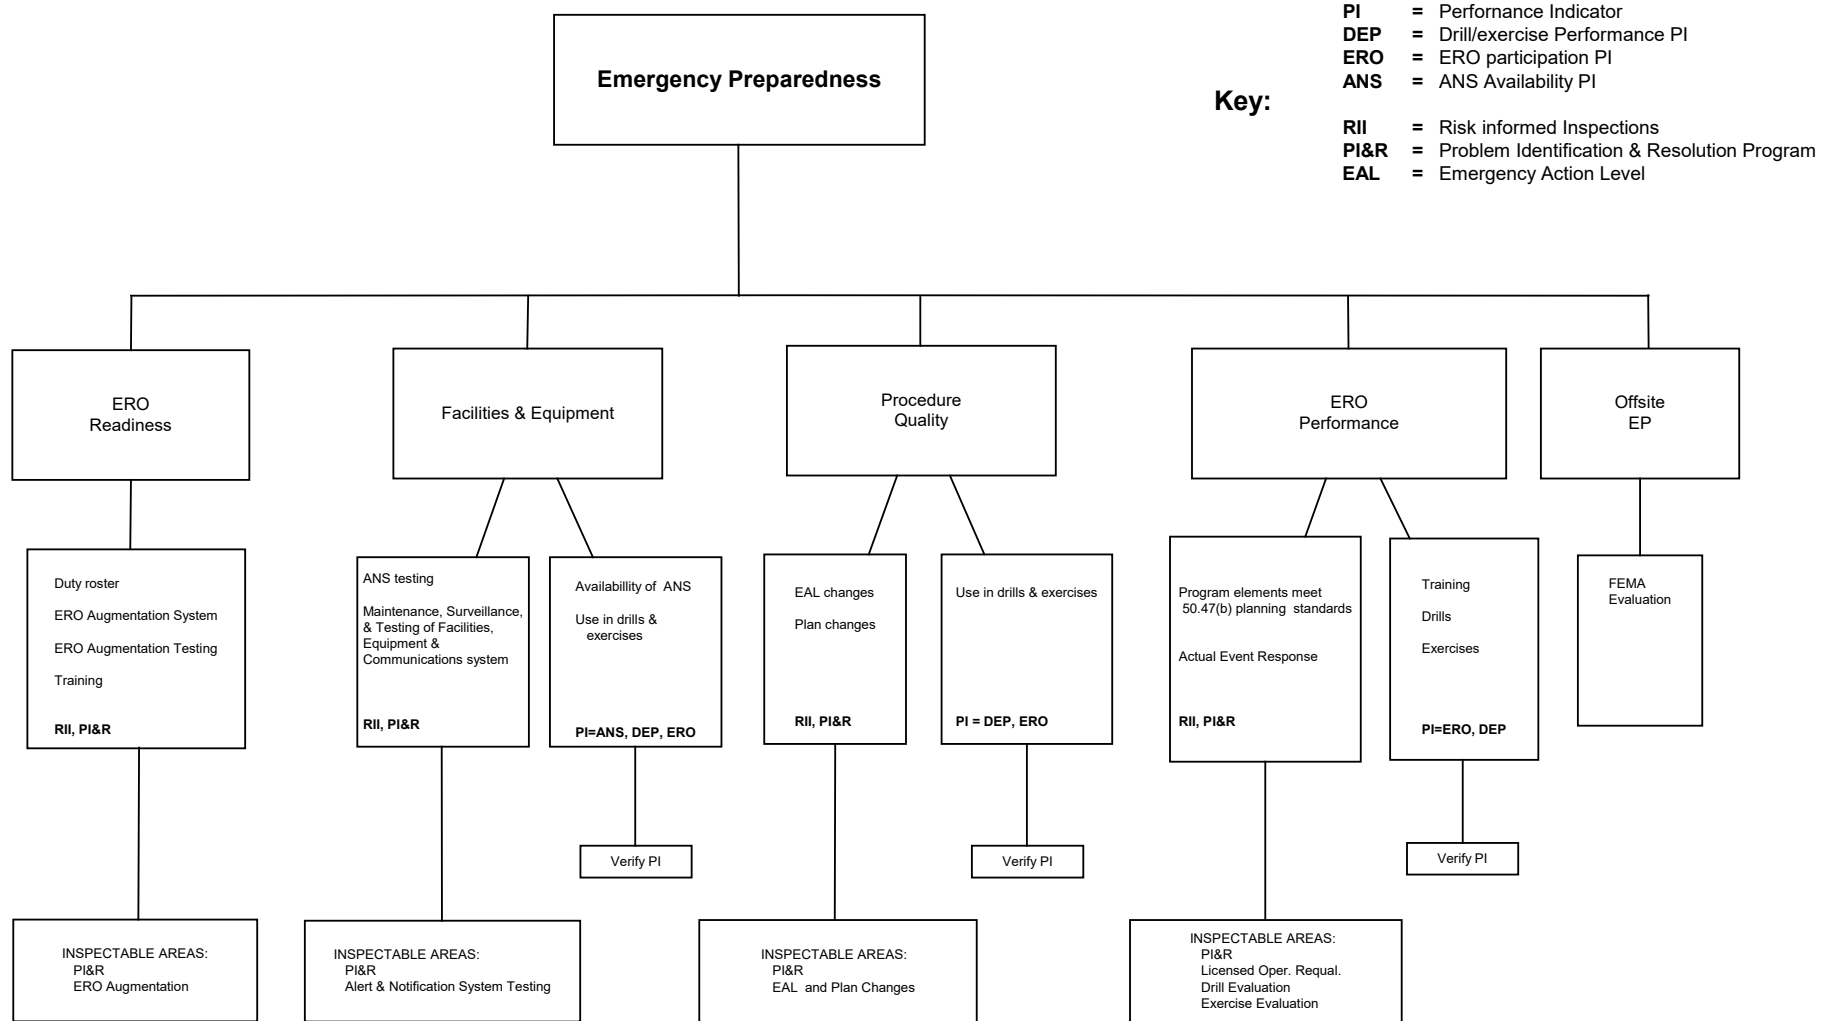 Emergency Preparedness
Key:
PI = Perfornance Indicator
DEP = Drill/exercise Performance PI
ERO = ERO participation PI
ANS = ANS Availability PI
RII = Risk informed Inspections
PI&R = Problem Identification & Resolution Program
EAL = Emergency Action Level
ERO
Readiness
Facilities & Equipment
Procedure
Quality
ERO
Performance
Offsite
EP
Duty roster
ERO Augmentation System
ERO Augmentation Testing
Training
RII, PI&R
ANS testing
Maintenance, Surveillance,
& Testing of Facilities,
Equipment &
Communications system
RII, PI&R
Availabillity of ANS
Use in drills &
exercises
PI=ANS, DEP, ERO
EAL changes
Plan changes
RII, PI&R
Use in drills & exercises
PI = DEP, ERO
Program elements meet
50.47(b) planning standards
Actual Event Response
RII, PI&R
Training
Drills
Exercises
PI=ERO, DEP
FEMA
Evaluation
Verify PI
Verify PI
Verify PI
INSPECTABLE AREAS:
PI&R
ERO Augmentation
INSPECTABLE AREAS:
PI&R
Alert & Notification System Testing
INSPECTABLE AREAS:
PI&R
EAL and Plan Changes
INSPECTABLE AREAS:
PI&R
Licensed Oper. Requal.
Drill Evaluation
Exercise Evaluation